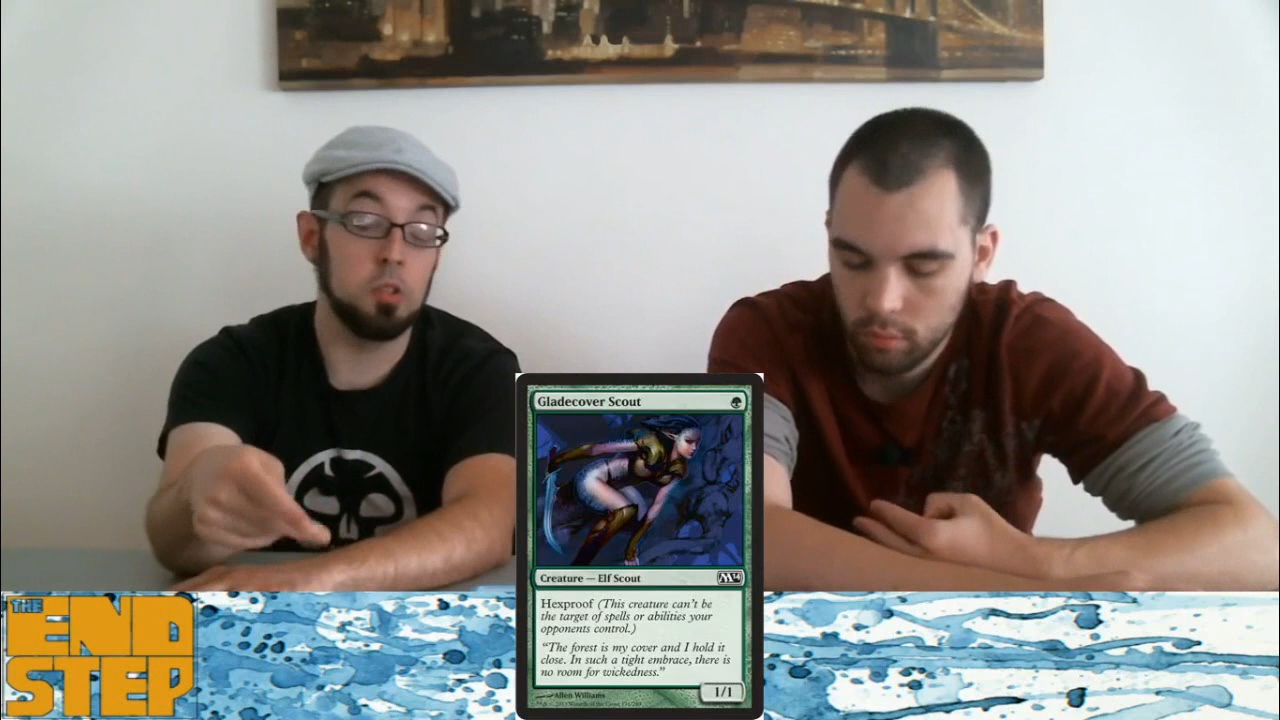 Gladecover Scout
Creature — Elf Scout
M14
Hexproof (This creature can't be
the target of spells or abilities your
opponents control.)
"The forest is my cover and I hold it
close. In such a tight embrace, there is
no room for wickedness."
1/1
Allen Williams
THE
END
STEP